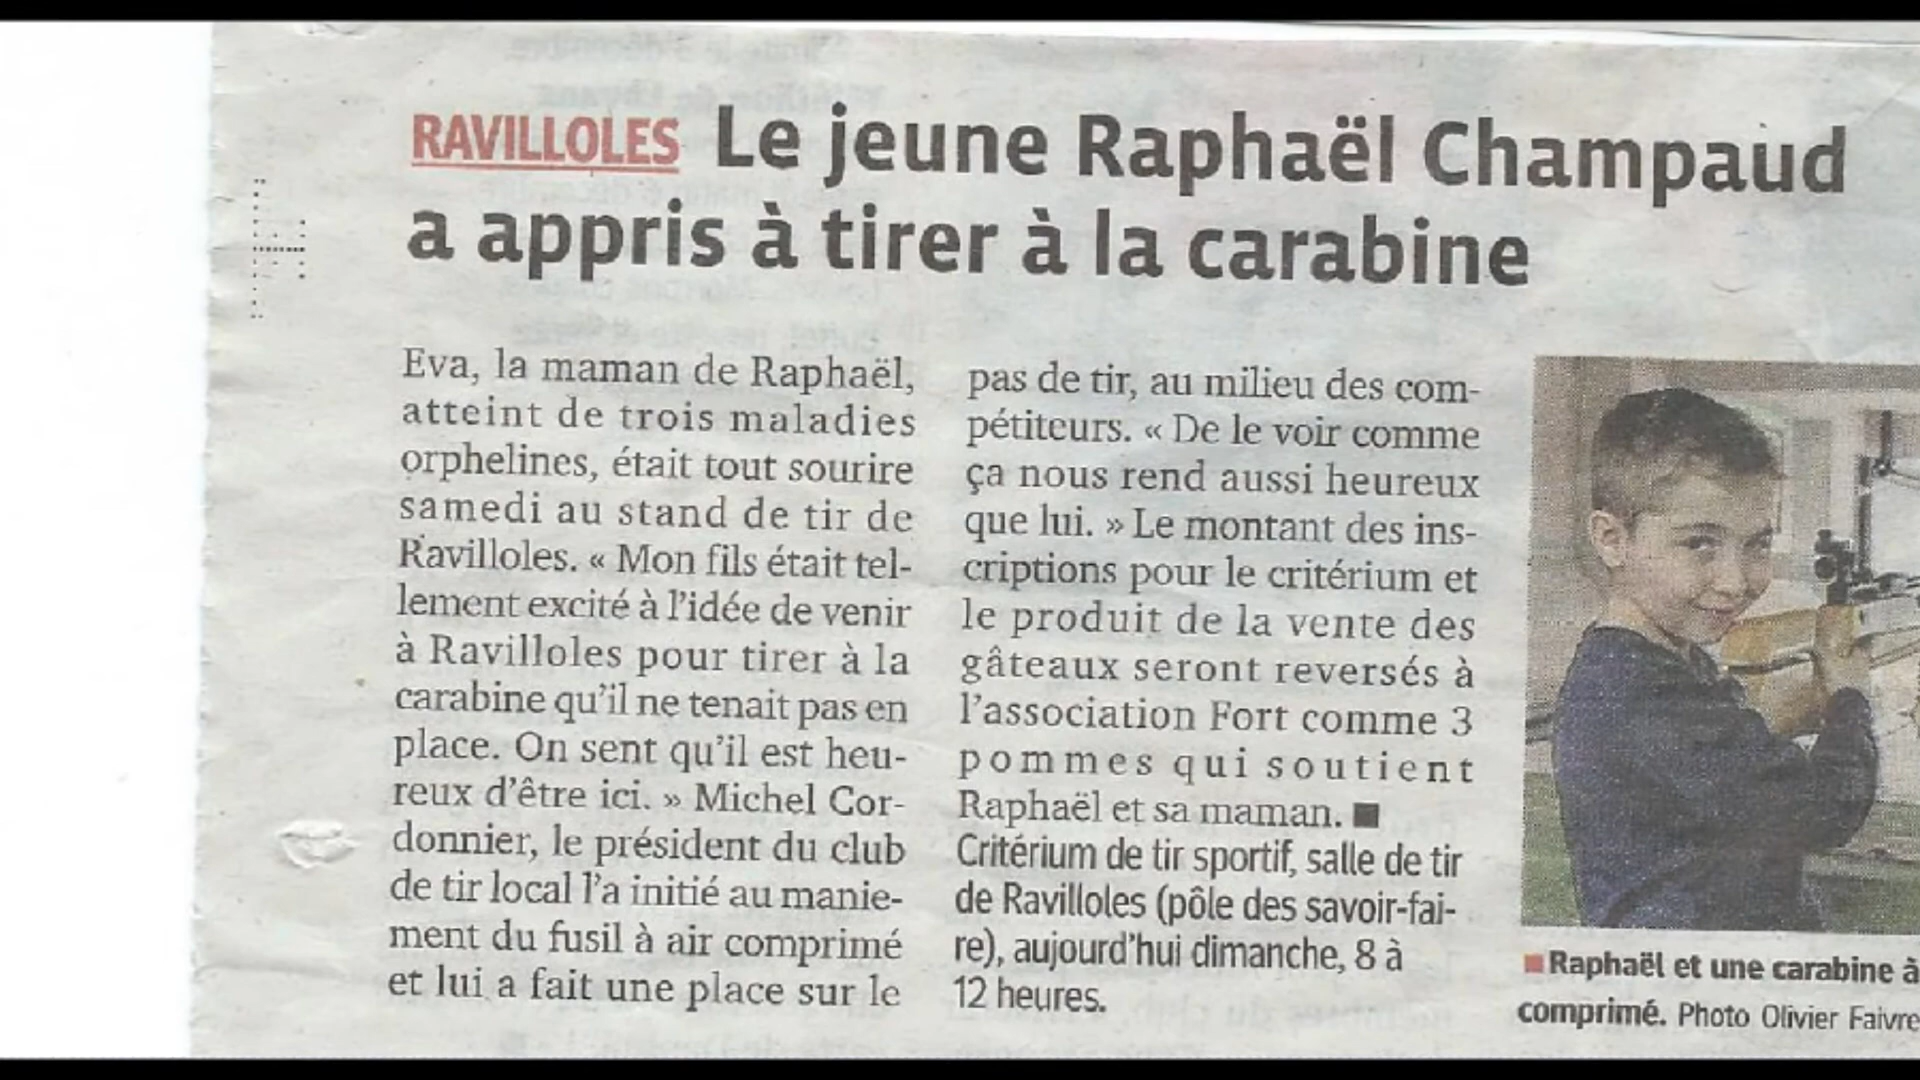 RAVILLOLES Le jeune Raphaël Champaud
a appris à tirer à la carabine
Eva, la maman de Raphaël,
atteint de trois maladies
orphelines, était tout sourire
samedi au stand de tir de
Ravilloles. « Mon fils était tel-
lement excité à l'idée de venir
à Ravilloles pour tirer à la
carabine qu'il ne tenait pas en
place. On sent qu'il est heu-
reux d'être ici. » Michel Cor-
donnier, le président du club
de tir local l'a initié au manie-
ment du fusil à air comprimé
et lui a fait une place sur le
pas de tir, au milieu des com-
pétiteurs. « De le voir comme
ça nous rend aussi heureux
que lui. » Le montant des ins-
criptions pour le critérium et
le produit de la vente des
gâteaux seront reversés à
l'association Fort comme 3
pommes qui soutient
Raphaël et sa maman. ■
Critérium de tir sportif, salle de tir
de Ravilloles (pôle des savoir-fai-
re), aujourd'hui dimanche, 8 à
12 heures.
■ Raphaël et une carabine à
comprimé. Photo Olivier Faivre